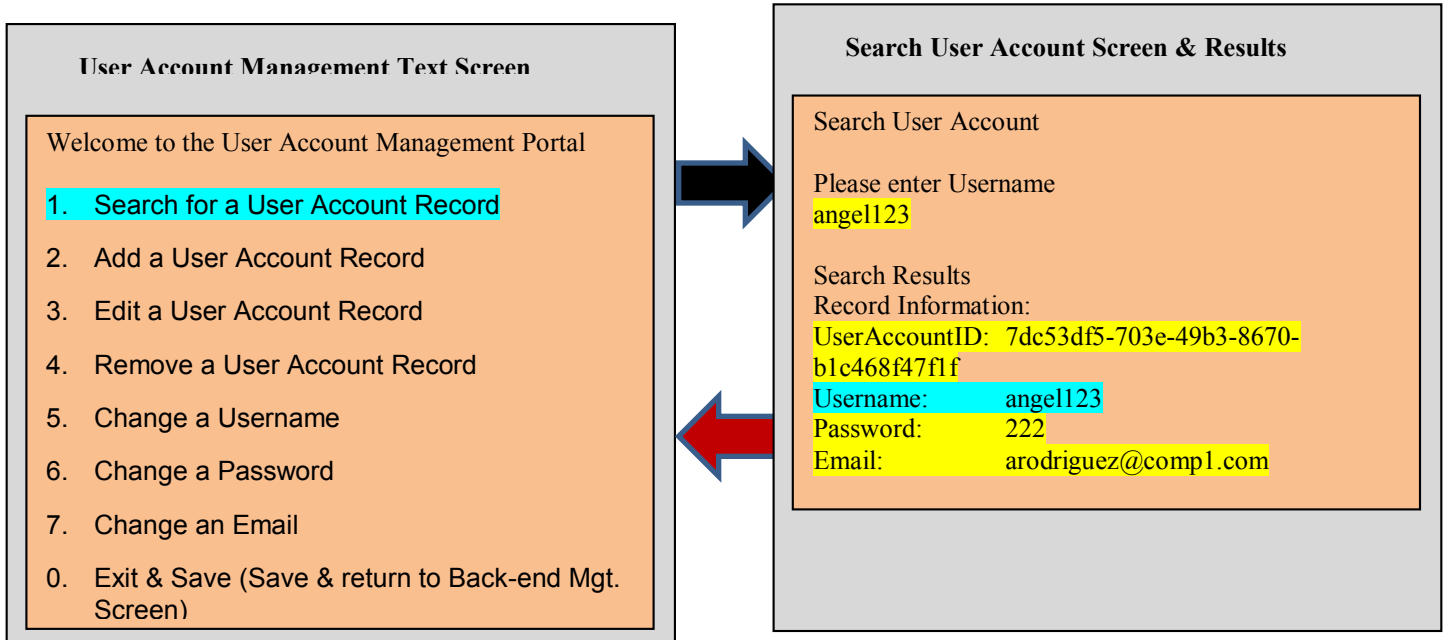 User Account Management Text Screen
Welcome to the User Account Management Portal
1. Search for a User Account Record
2. Add a User Account Record
3. Edit a User Account Record
4. Remove a User Account Record
5. Change a Username
6. Change a Password
7. Change an Email
0. Exit & Save (Save & return to Back-end Mgt.
Screen)
Search User Account Screen & Results
Search User Account
Please enter Username
angel123
Search Results
Record Information:
UserAccountID: 7dc53df5-703e-49b3-8670-
b1c468f47f1f
Username: angel123
Password: 222
Email: arodriguez@comp1.com